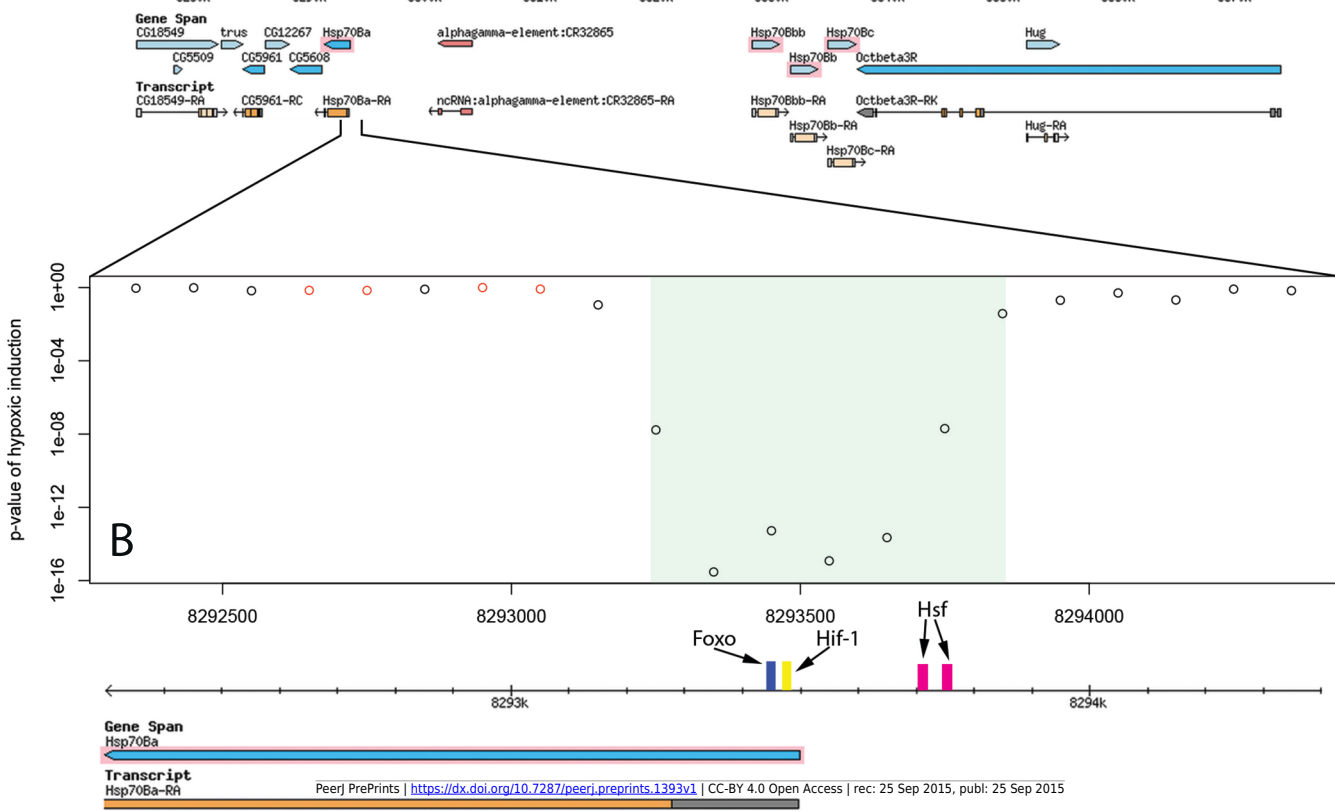 Gene Span
CG18549 trus CG12267 Hsp70Ba alphagamma-element:CR32865 Hsp70Bbb Hsp70Bc Hug
CG5509 CG5961 CG5608 Hsp70Bb Octbeta3R
Transcript
CG18549-RA CG5961-RC Hsp70Ba-RA ncRNA:alphagamma-element:CR32865-RA Hsp70Bbb-RA Octbeta3R-RK
Hsp70Bb-RA Hug-RA
Hsp70Bc-RA
p-value of hypoxic induction
1e+00
1e-04
1e-08
1e-12
1e-16
B
8292500 8293000 8293500 8294000
Foxo Hif-1 Hsf
8293k 8294k
Gene Span
Hsp70Ba
Transcript
Hsp70Ba-RA
PeerJ PrePrints | https://dx.doi.org/10.7287/peerj.preprints.1393v1 | CC-BY 4.0 Open Access | rec: 25 Sep 2015, publ: 25 Sep 2015